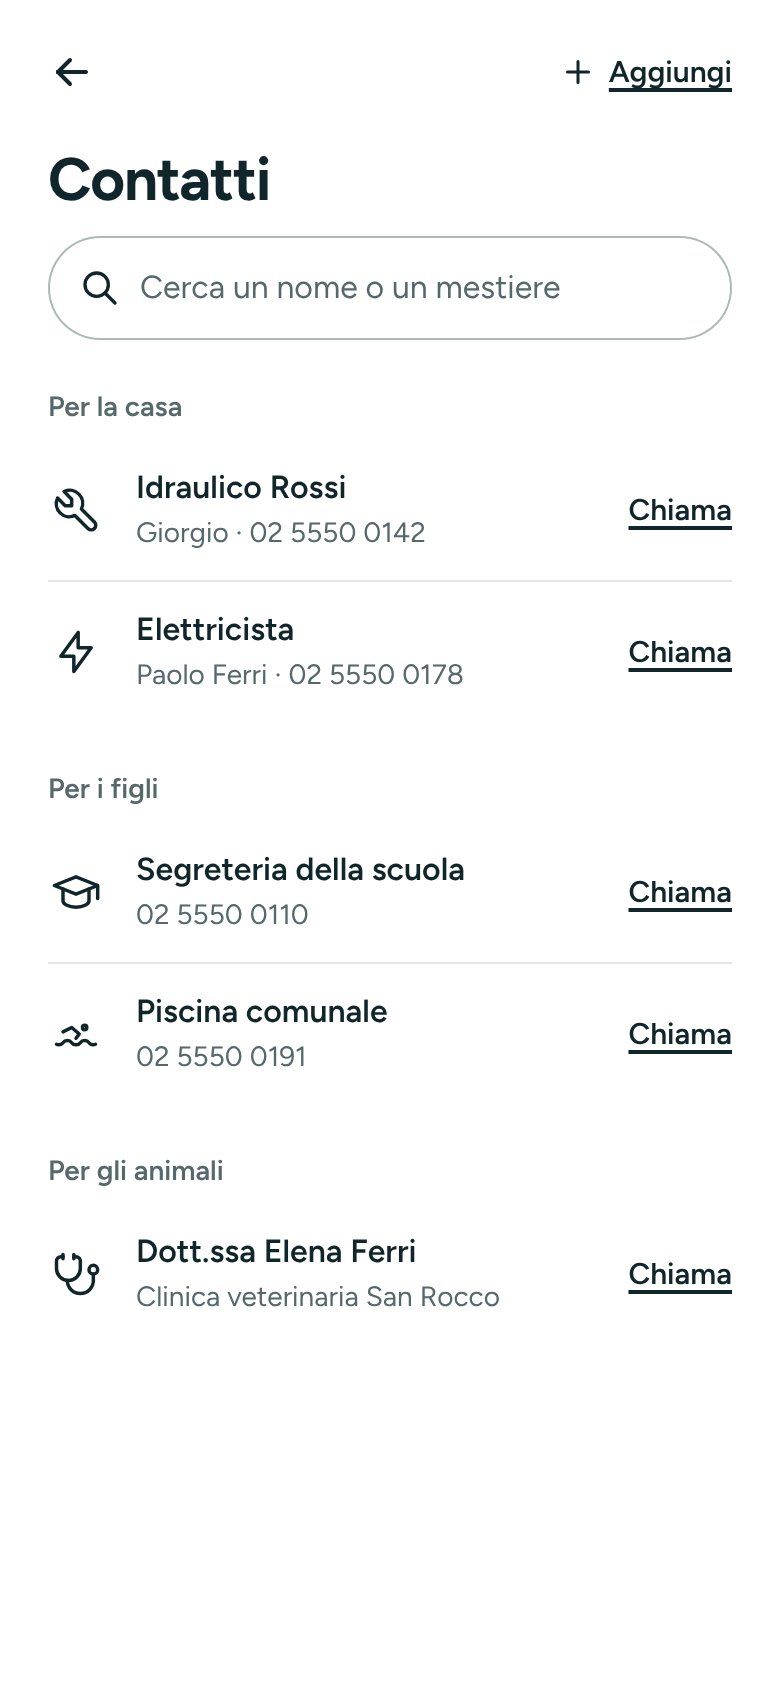 Aggiungi
Contatti
Cerca un nome o un mestiere
Per la casa
Idraulico Rossi
Giorgio · 02 5550 0142
Chiama
Elettricista
Paolo Ferri · 02 5550 0178
Chiama
Per i figli
Segreteria della scuola
02 5550 0110
Chiama
Piscina comunale
02 5550 0191
Chiama
Per gli animali
Dott.ssa Elena Ferri
Clinica veterinaria San Rocco
Chiama